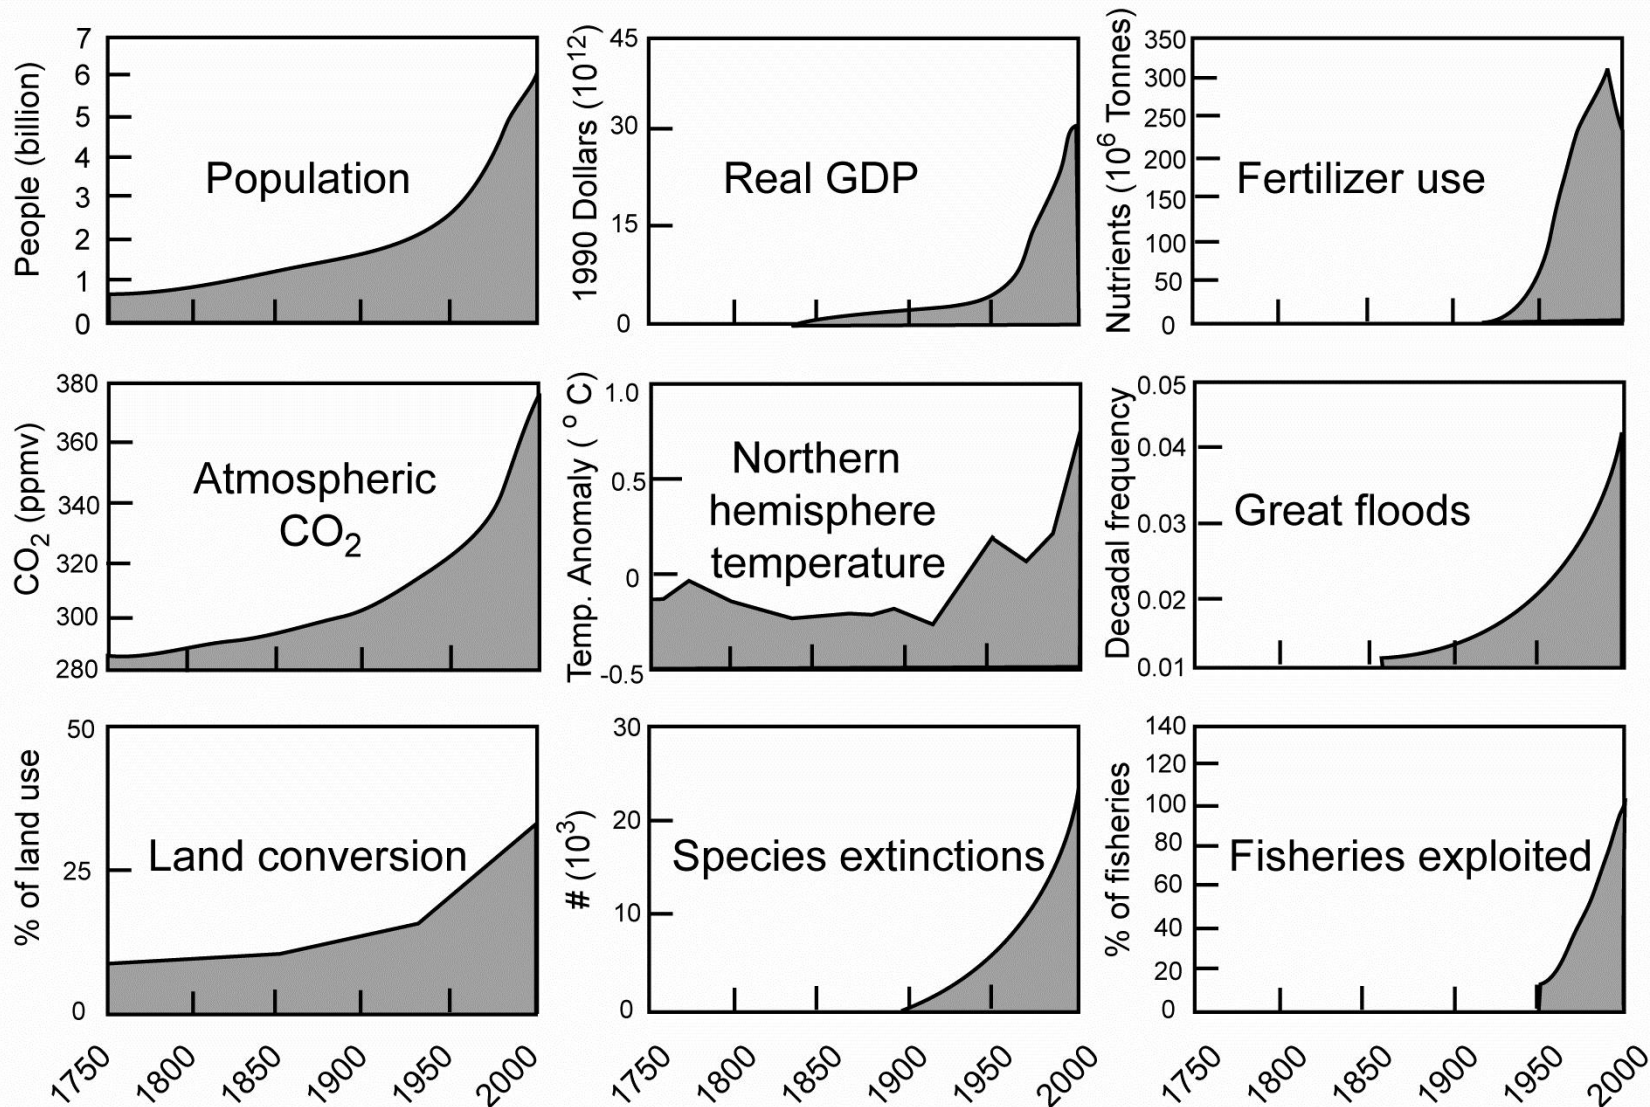 People (billion)
7
6
5
4
3
2
1
0
Population
1990 Dollars (10¹²)
45
30
15
0
Real GDP
Nutrients (10⁶ Tonnes)
350
300
250
200
150
100
50
0
Fertilizer use
CO₂ (ppmv)
380
360
340
320
300
280
Atmospheric
CO₂
Temp. Anomaly (° C)
1.0
0.5
0
-0.5
Northern
hemisphere
temperature
Decadal frequency
0.05
0.04
0.03
0.02
0.01
Great floods
% of land use
50
25
0
Land conversion
1750 1800 1850 1900 1950 2000
# (10³)
30
20
10
0
Species extinctions
1750 1800 1850 1900 1950 2000
% of fisheries
140
120
100
80
60
40
20
0
Fisheries exploited
1750 1800 1850 1900 1950 2000